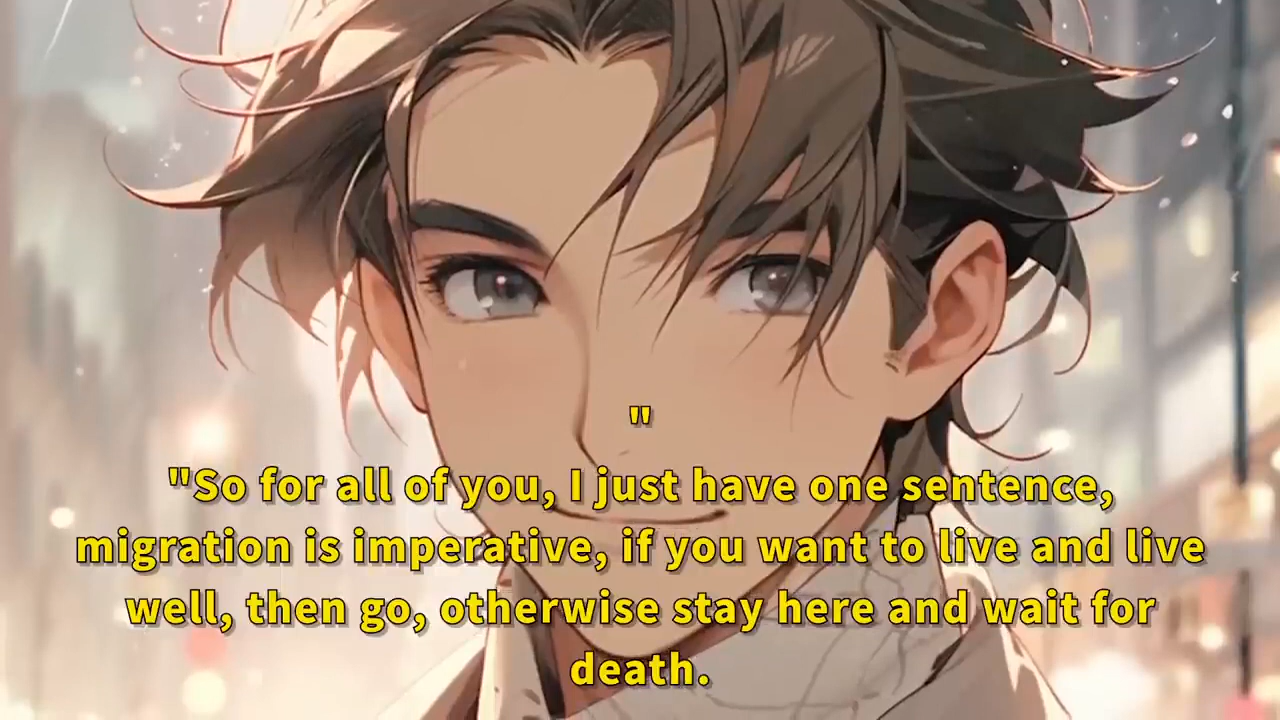 "
"So for all of you, I just have one sentence,
migration is imperative, if you want to live and live
well, then go, otherwise stay here and wait for
death.